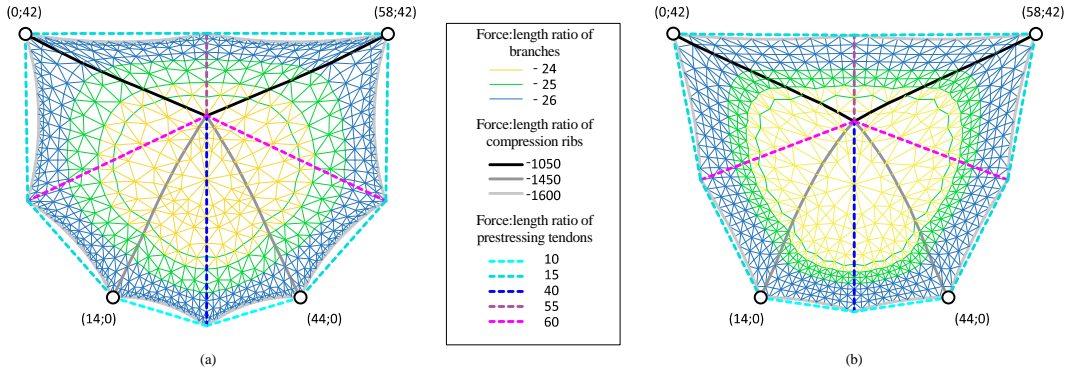 (0;42)
(58;42)
(14;0)
(44;0)
(a)
Force:length ratio of
branches
- 24
- 25
- 26
Force:length ratio of
compression ribs
-1050
-1450
-1600
Force:length ratio of
prestressing tendons
10
15
40
55
60
(0;42)
(58;42)
(14;0)
(44;0)
(b)